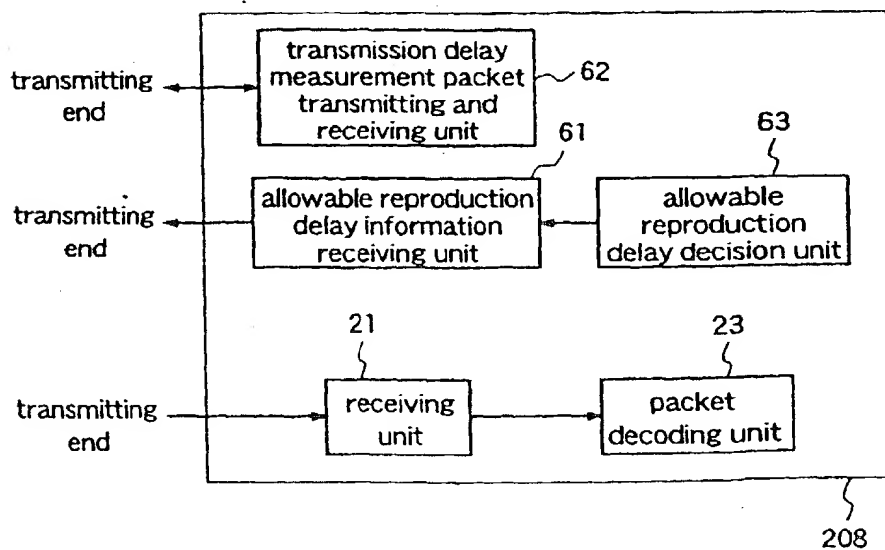 transmitting
end
transmission delay
measurement packet
transmitting and
receiving unit
62
61
63
transmitting
end
allowable reproduction
delay information
receiving unit
allowable
reproduction
delay decision unit
21
23
transmitting
end
receiving
unit
packet
decoding unit
208